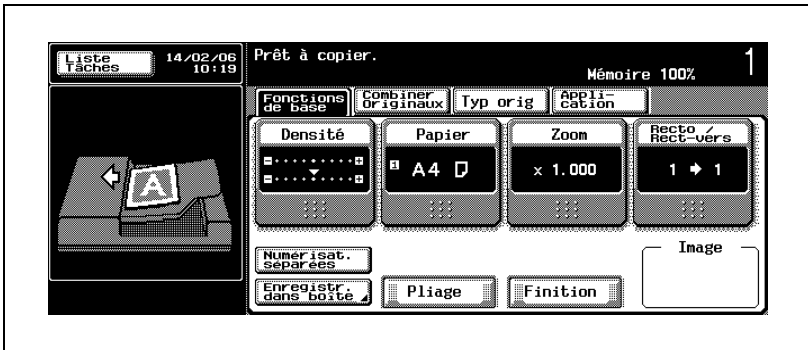 Liste
Tâches
14/02/06
10:19
Prêt à copier.
Mémoire 100%
1
Fonctions
de base
Combiner
Originaux
Typ orig
Appli-
cation
Densité
Papier
Zoom
Recto /
Rect-vers
1 A4
x 1.000
1 → 1
A
Numérisat.
séparées
Enregistr.
dans boîte
Pliage
Finition
Image